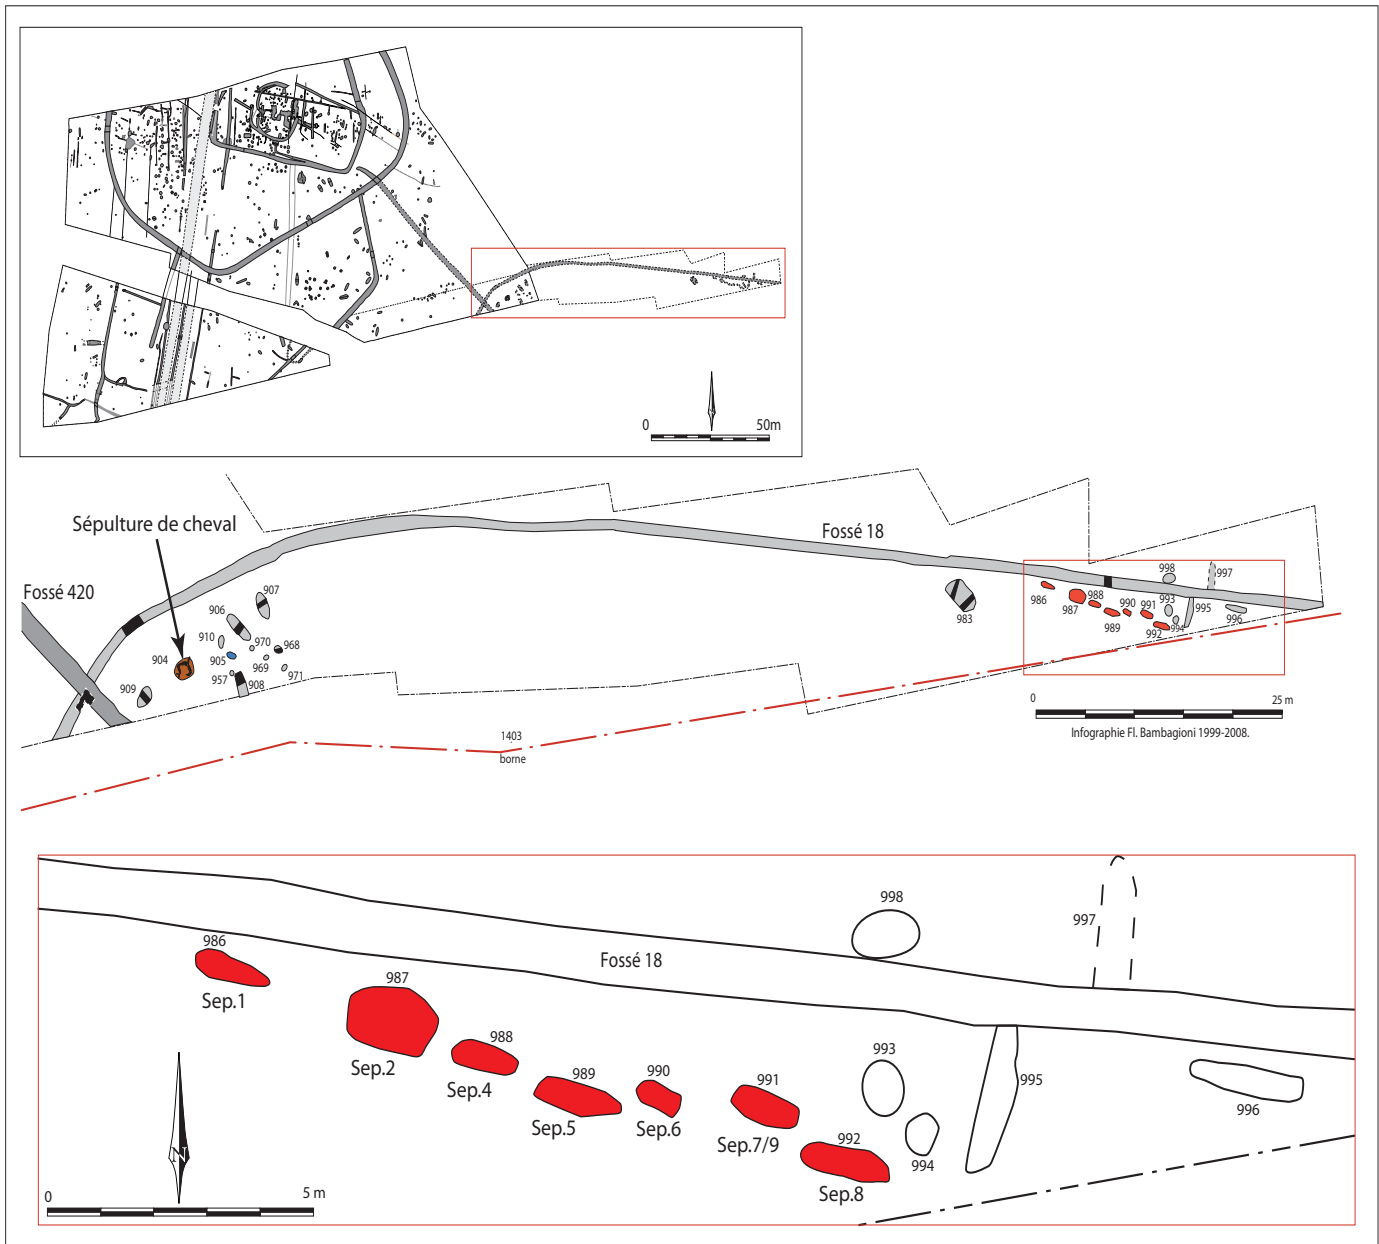 0 50m
N
Sépulture de cheval
Fossé 18
Fossé 420
907
906
910
970
968
904
905
969
971
957
908
909
983
998
997
986
987
988
990
991
993
995
989
992
994
996
0 25 m
Infographie Fl. Bambagioni 1999-2008.
1403
borne
986
Sep.1
987
Sep.2
988
Sep.4
989
Sep.5
990
Sep.6
991
Sep.7/9
992
Sep.8
Fossé 18
998
997
993
994
995
996
N
0 5 m